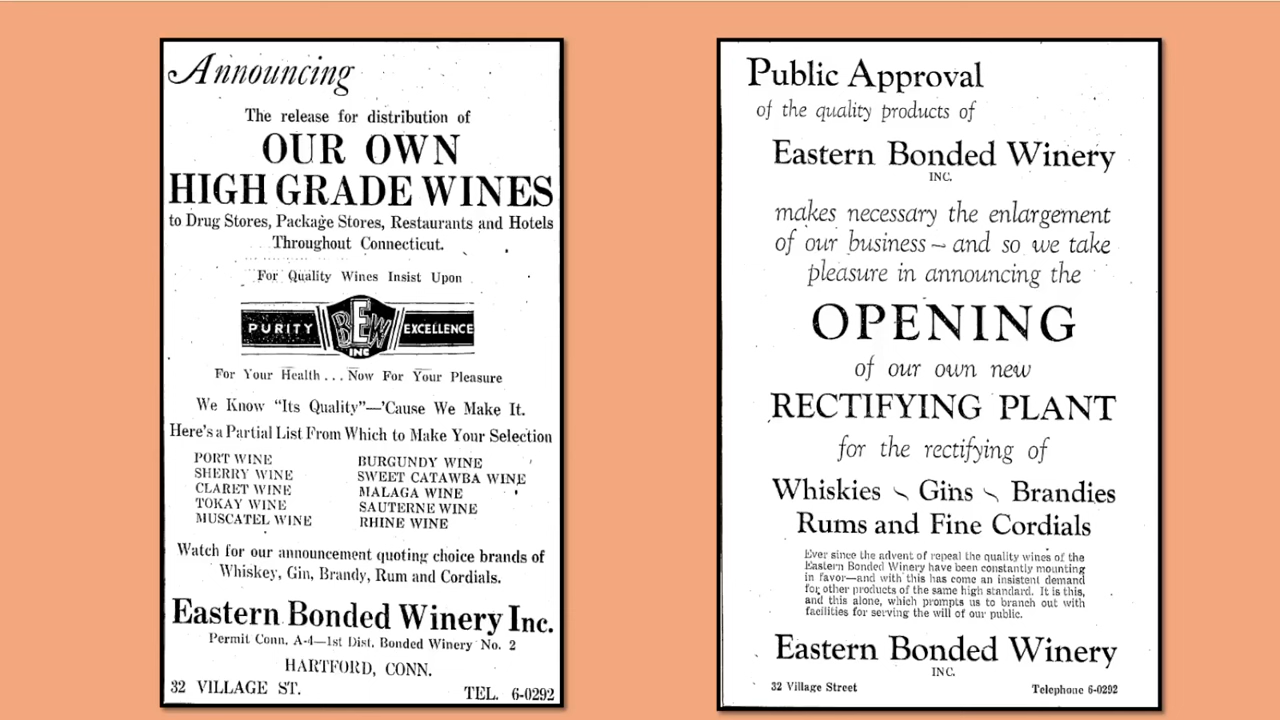 Announcing
The release for distribution of
OUR OWN
HIGH GRADE WINES
to Drug Stores, Package Stores, Restaurants and Hotels
Throughout Connecticut.
For Quality Wines Insist Upon
PURITY BEW EXCELLENCE
INC
For Your Health . . . Now For Your Pleasure
We Know "Its Quality"—'Cause We Make It.
Here's a Partial List From Which to Make Your Selection
PORT WINE BURGUNDY WINE
SHERRY WINE SWEET CATAWBA WINE
CLARET WINE MALAGA WINE
TOKAY WINE SAUTERNE WINE
MUSCATEL WINE RHINE WINE
Watch for our announcement quoting choice brands of
Whiskey, Gin, Brandy, Rum and Cordials.
Eastern Bonded Winery Inc.
Permit Conn. A-4—1st Dist. Bonded Winery No. 2
HARTFORD, CONN.
32 VILLAGE ST. TEL. 6-0292
Public Approval
of the quality products of
Eastern Bonded Winery
INC.
makes necessary the enlargement
of our business – and so we take
pleasure in announcing the
OPENING
of our own new
RECTIFYING PLANT
for the rectifying of
Whiskies ~ Gins ~ Brandies
Rums and Fine Cordials
Ever since the advent of repeal the quality wines of the
Eastern Bonded Winery have been constantly mounting
in favor—and with this has come an insistent demand
for other products of the same high standard. It is this,
and this alone, which prompts us to branch out with
facilities for serving the will of our public.
Eastern Bonded Winery
INC.
32 Village Street Telephone 6-0292